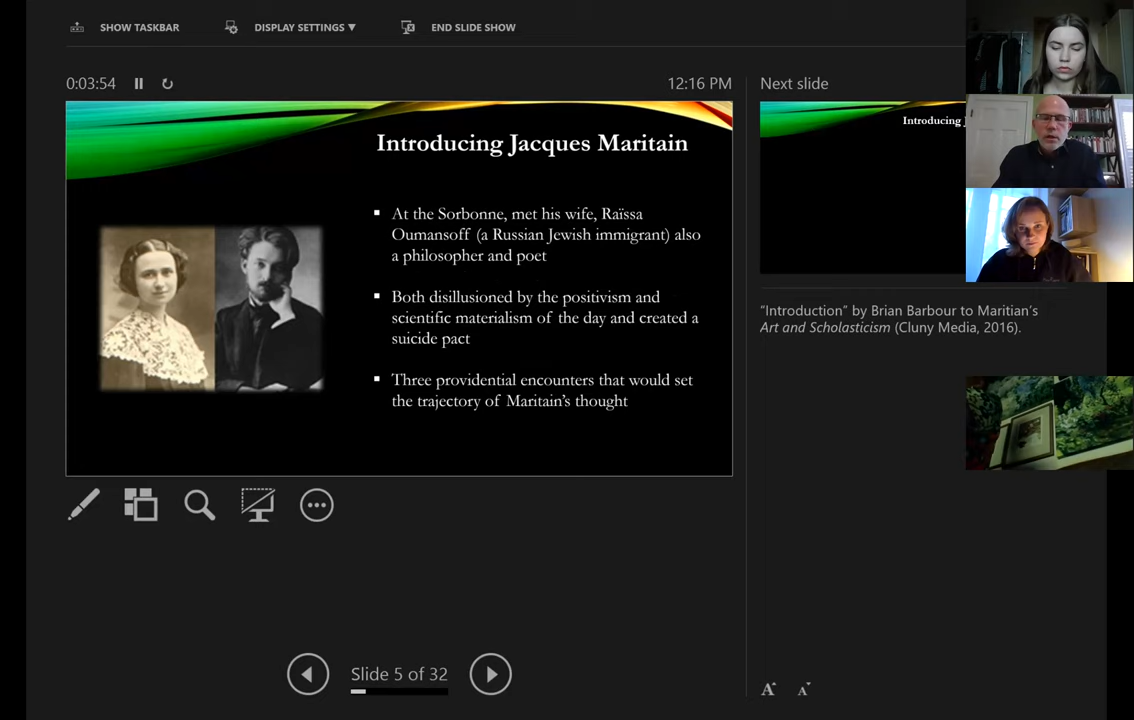 SHOW TASKBAR
DISPLAY SETTINGS ▼
END SLIDE SHOW
0:03:54
12:16 PM
Next slide
Introducing Jacques Maritain
▪ At the Sorbonne, met his wife, Raïssa
Oumansoff (a Russian Jewish immigrant) also
a philosopher and poet
▪ Both disillusioned by the positivism and
scientific materialism of the day and created a
suicide pact
▪ Three providential encounters that would set
the trajectory of Maritain’s thought
Introducing J
“Introduction” by Brian Barbour to Maritian’s
Art and Scholasticism (Cluny Media, 2016).
Slide 5 of 32
A A